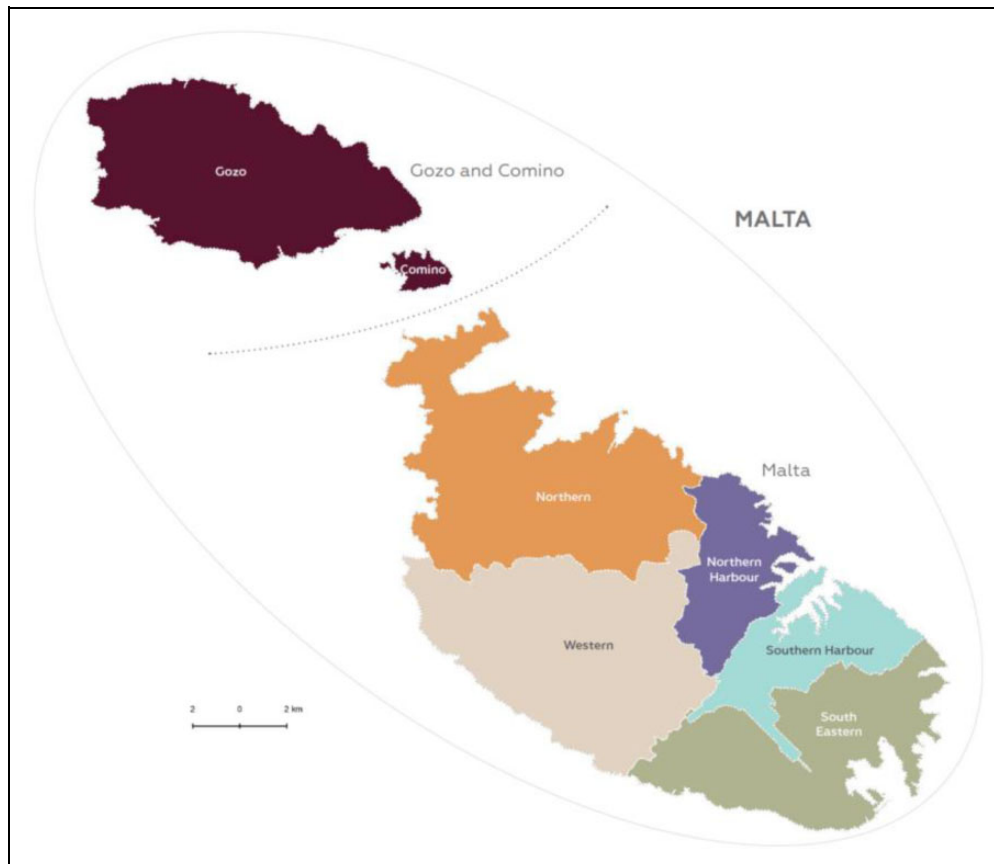 Gozo
Gozo and Comino
MALTA
Comino
Malta
Northern
Northern
Harbour
Western
Southern Harbour
South
Eastern
2 0 2 km